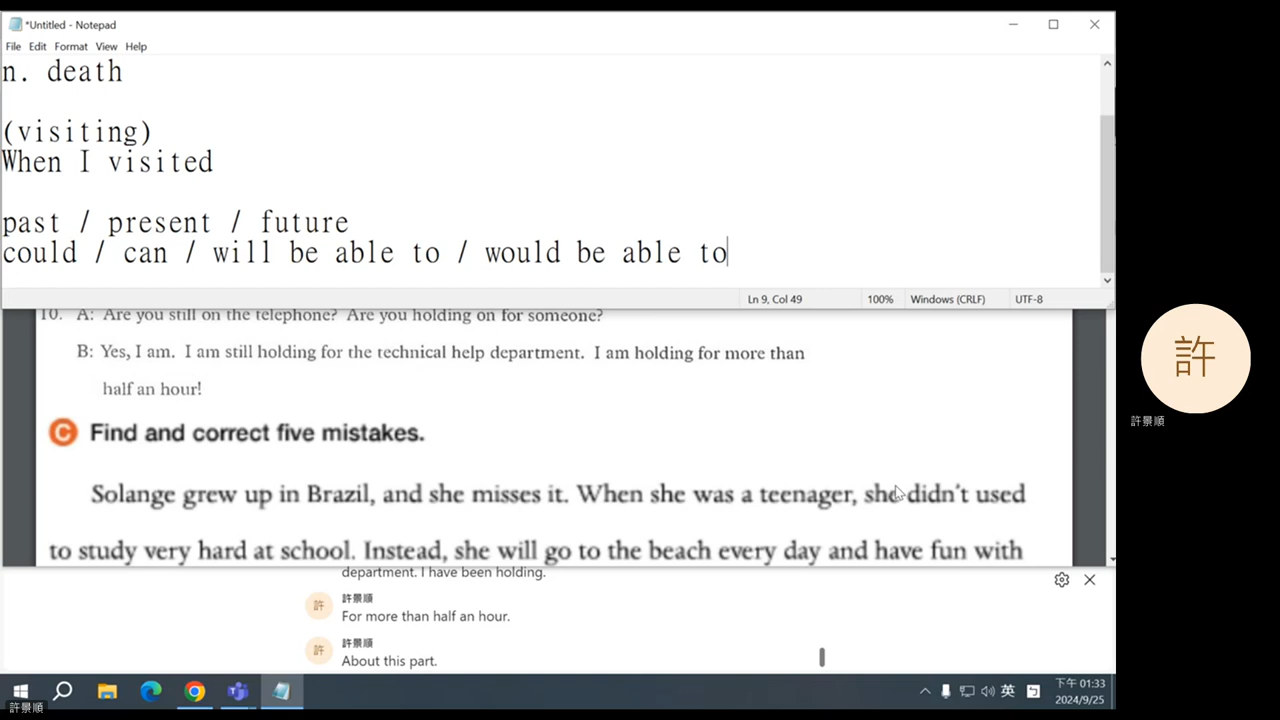 *Untitled - Notepad
File Edit Format View Help
n. death
(visiting)
When I visited
past / present / future
could / can / will be able to / would be able to
Ln 9, Col 49 100% Windows (CRLF) UTF-8
10. A: Are you still on the telephone? Are you holding on for someone?
B: Yes, I am. I am still holding for the technical help department. I am holding for more than
half an hour!
C Find and correct five mistakes.
Solange grew up in Brazil, and she misses it. When she was a teenager, she didn't used
to study very hard at school. Instead, she will go to the beach every day and have fun with
department. I have been holding.
許 許景順
For more than half an hour.
許 許景順
About this part.
許
許景順
英
下午 01:33
2024/9/25
許景順